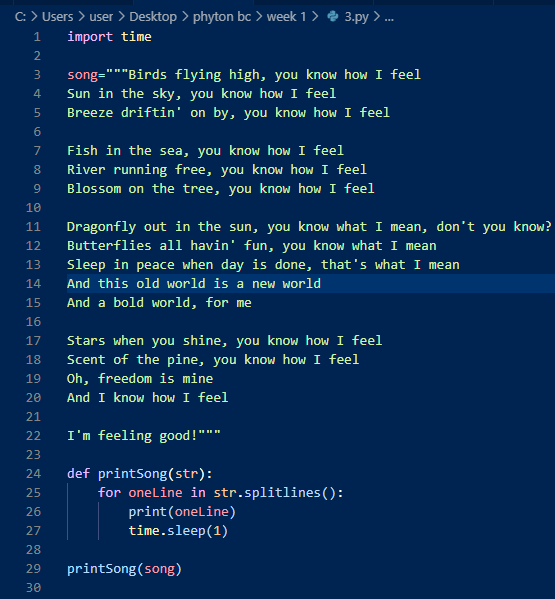 C: > Users > user > Desktop > phyton bc > week 1 > 3.py > ...
1 import time
2
3 song="""Birds flying high, you know how I feel
4 Sun in the sky, you know how I feel
5 Breeze driftin' on by, you know how I feel
6
7 Fish in the sea, you know how I feel
8 River running free, you know how I feel
9 Blossom on the tree, you know how I feel
10
11 Dragonfly out in the sun, you know what I mean, don't you know?
12 Butterflies all havin' fun, you know what I mean
13 Sleep in peace when day is done, that's what I mean
14 And this old world is a new world
15 And a bold world, for me
16
17 Stars when you shine, you know how I feel
18 Scent of the pine, you know how I feel
19 Oh, freedom is mine
20 And I know how I feel
21
22 I'm feeling good!"""
23
24 def printSong(str):
25     for oneLine in str.splitlines():
26         print(oneLine)
27         time.sleep(1)
28
29 printSong(song)
30